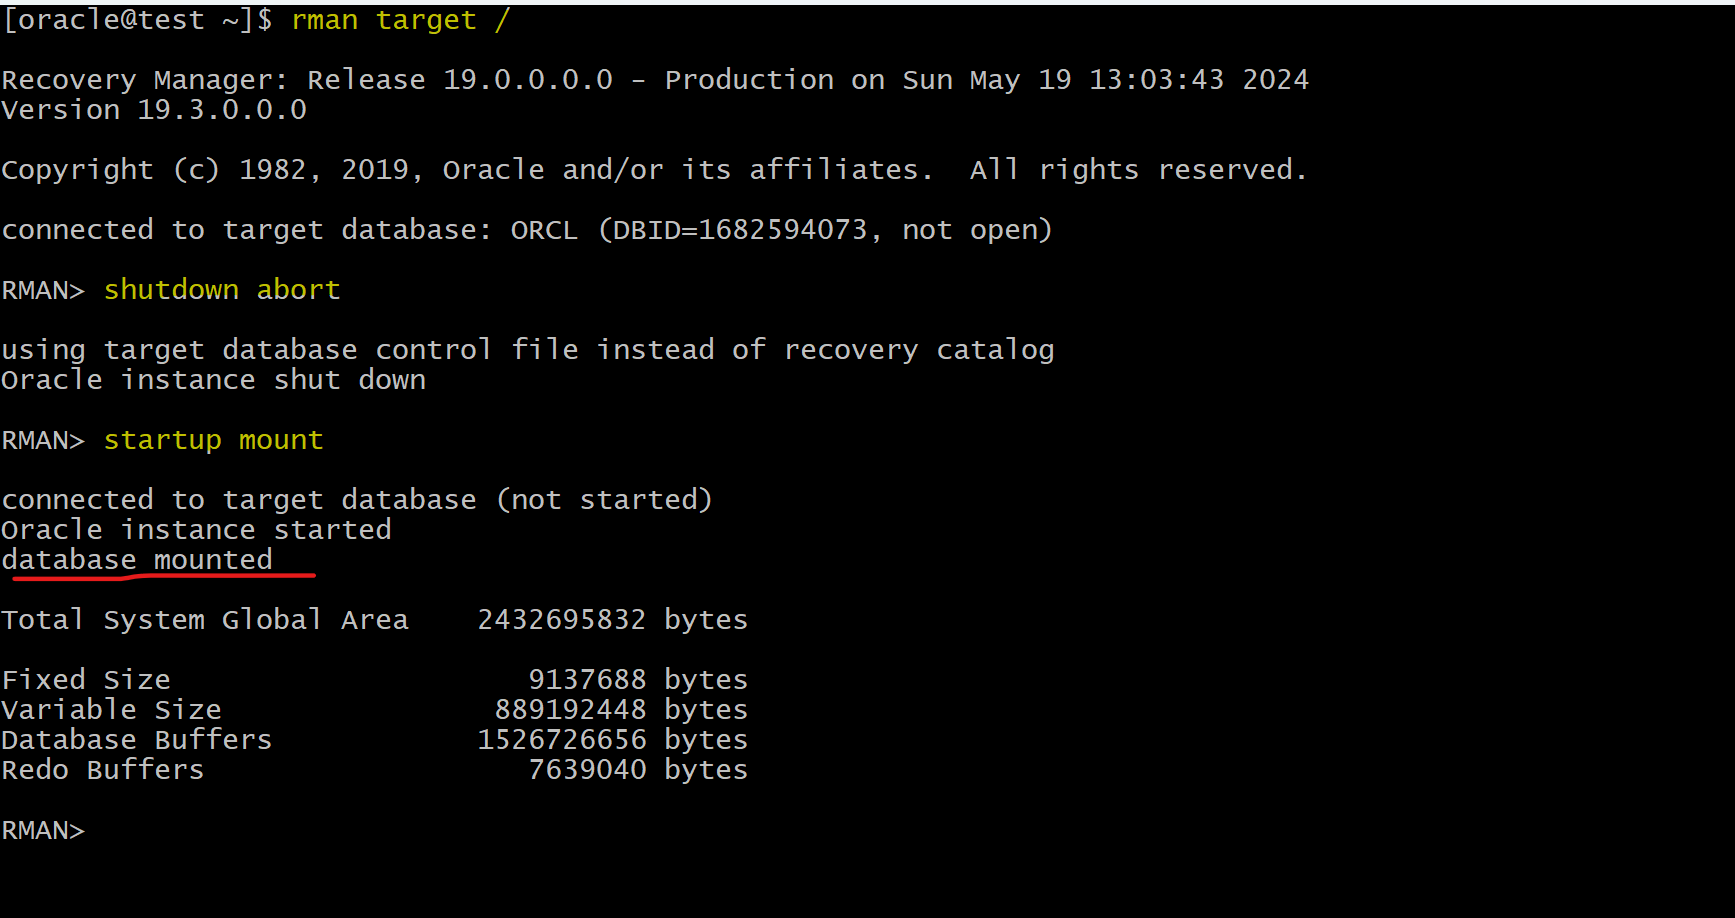 [oracle@test ~]$ rman target /
Recovery Manager: Release 19.0.0.0.0 - Production on Sun May 19 13:03:43 2024
Version 19.3.0.0.0
Copyright (c) 1982, 2019, Oracle and/or its affiliates.  All rights reserved.
connected to target database: ORCL (DBID=1682594073, not open)
RMAN> shutdown abort
using target database control file instead of recovery catalog
Oracle instance shut down
RMAN> startup mount
connected to target database (not started)
Oracle instance started
database mounted
Total System Global Area    2432695832 bytes
Fixed Size                     9137688 bytes
Variable Size                889192448 bytes
Database Buffers            1526726656 bytes
Redo Buffers                   7639040 bytes
RMAN>